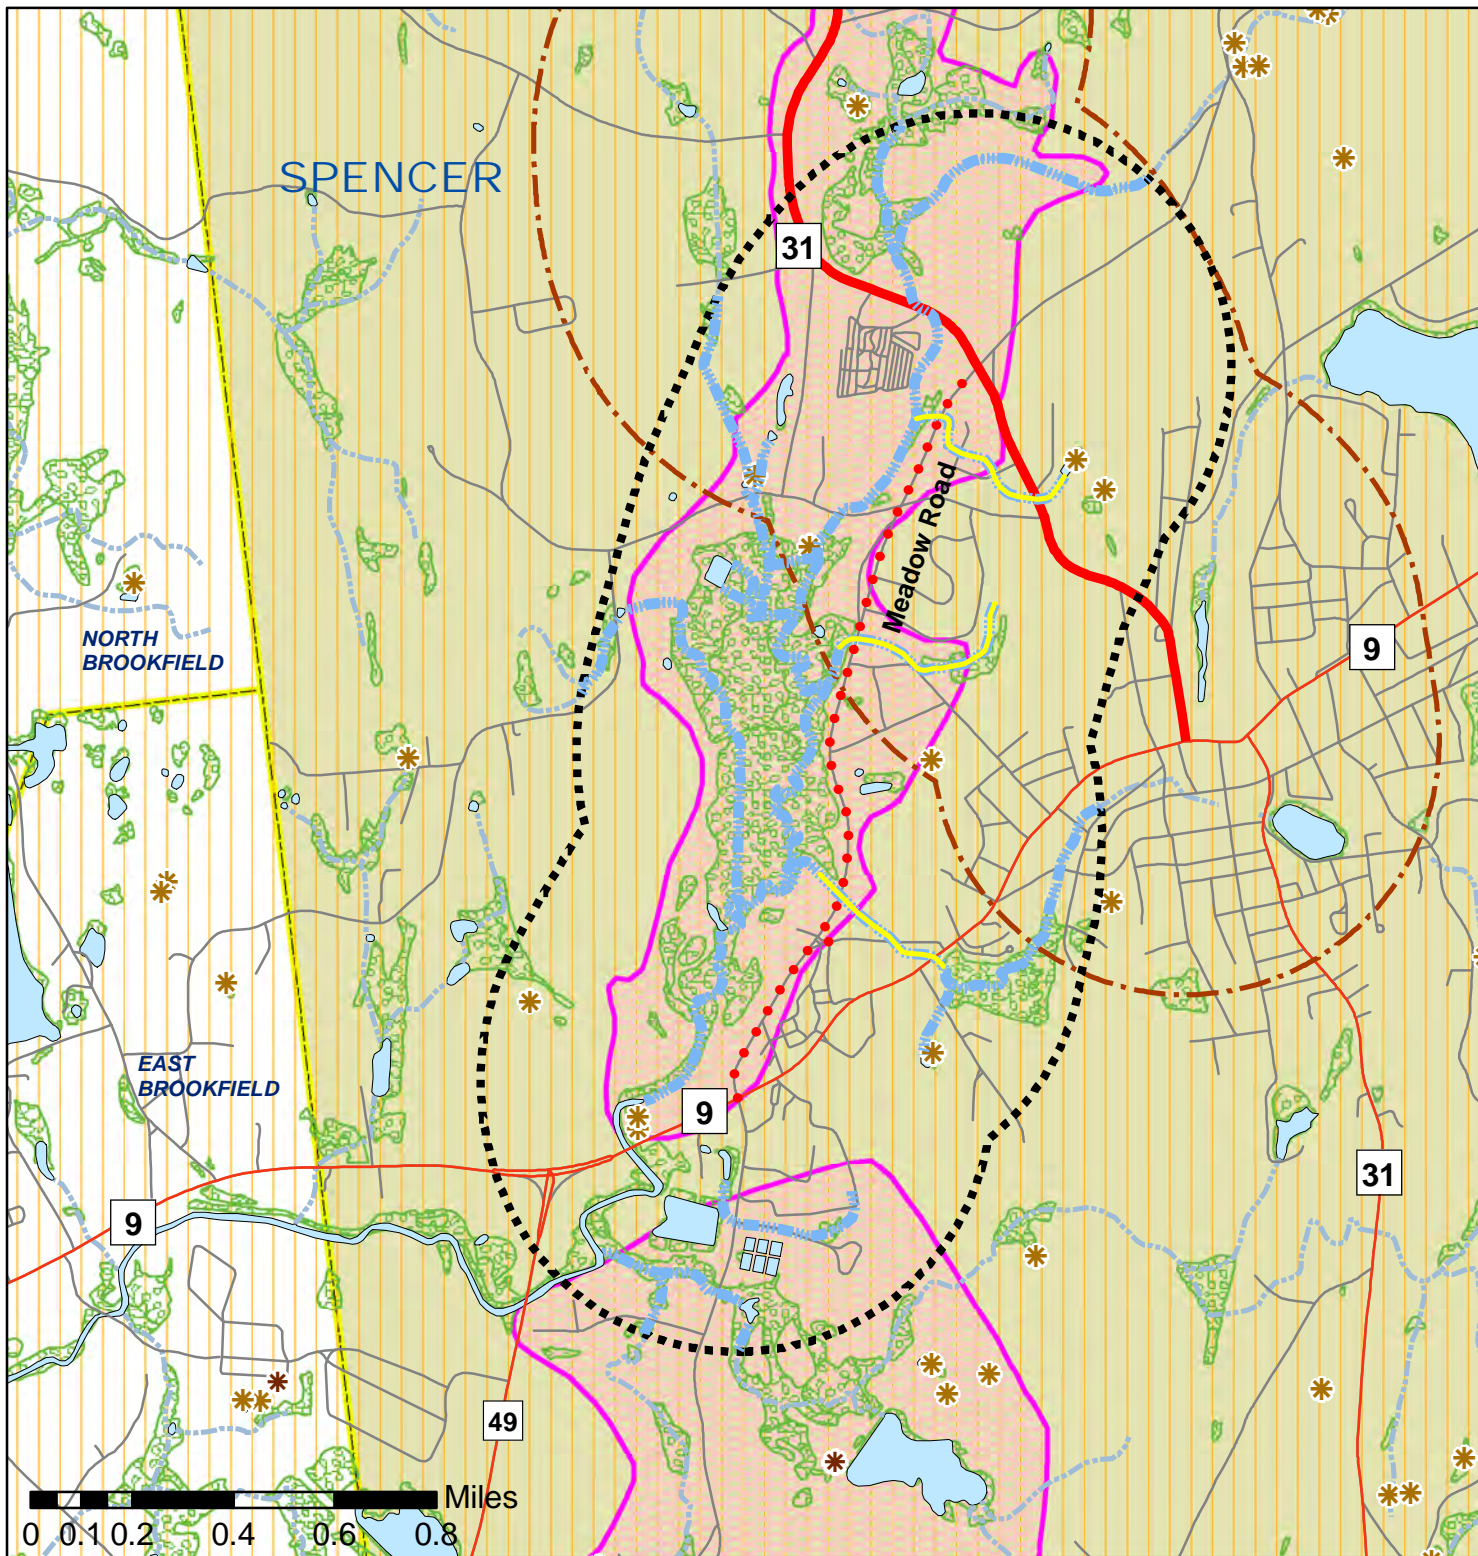 SPENCER
31
Meadow Road
NORTH
BROOKFIELD
9
EAST
BROOKFIELD
9
31
9
49
Miles
0 0.1 0.2 0.4 0.6 0.8